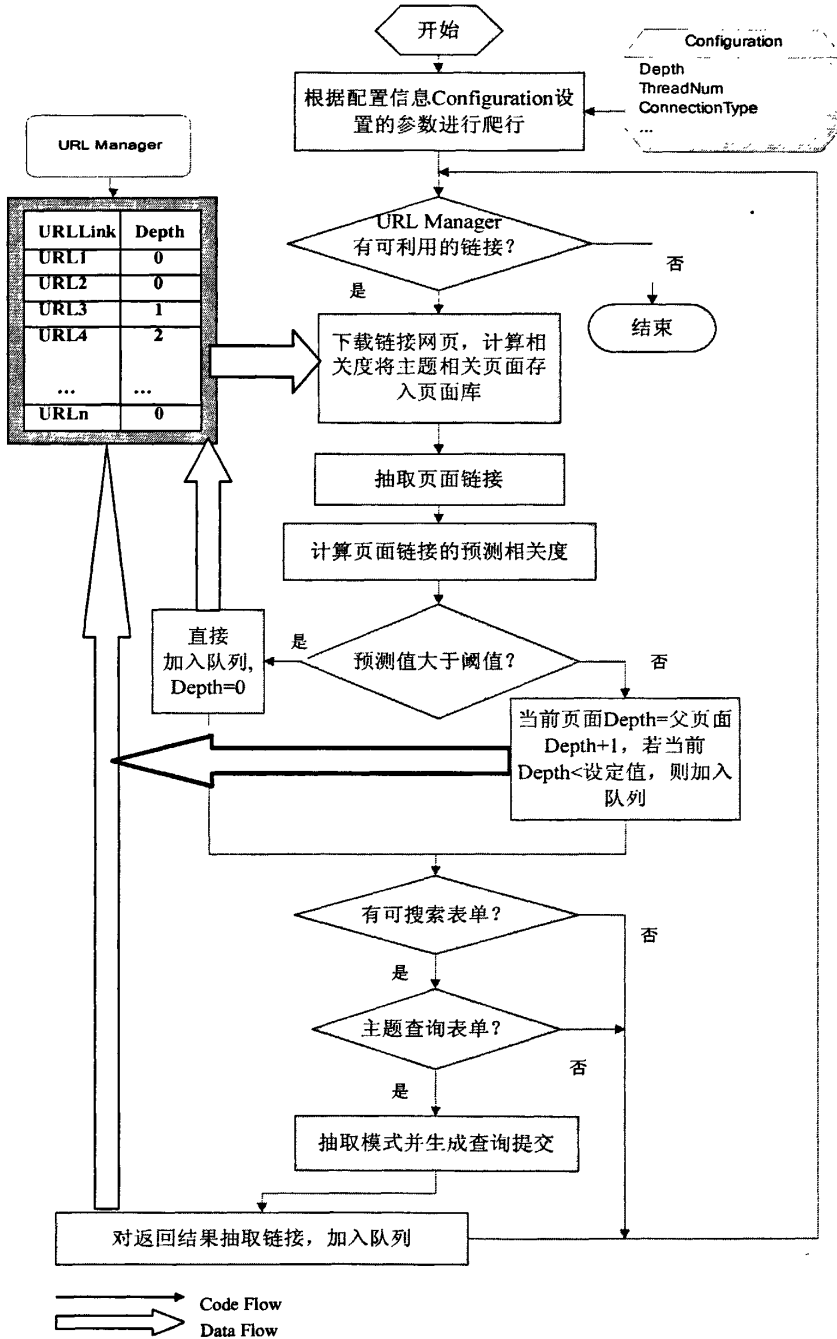 开始
Configuration
Depth
ThreadNum
ConnectionType
...
根据配置信息Configuration设
置的参数进行爬行
URL Manager
URLLink Depth
URL1 0
URL2 0
URL3 1
URL4 2
... ...
URLn 0
URL Manager
有可利用的链接?
否
是
结束
下载链接网页，计算相
关度将主题相关页面存
入页面库
抽取页面链接
计算页面链接的预测相关度
直接
加入队列,
Depth=0
是
预测值大于阈值?
否
当前页面Depth=父页面
Depth+1，若当前
Depth<设定值，则加入
队列
有可搜索表单?
否
是
主题查询表单?
否
是
抽取模式并生成查询提交
对返回结果抽取链接，加入队列
Code Flow
Data Flow